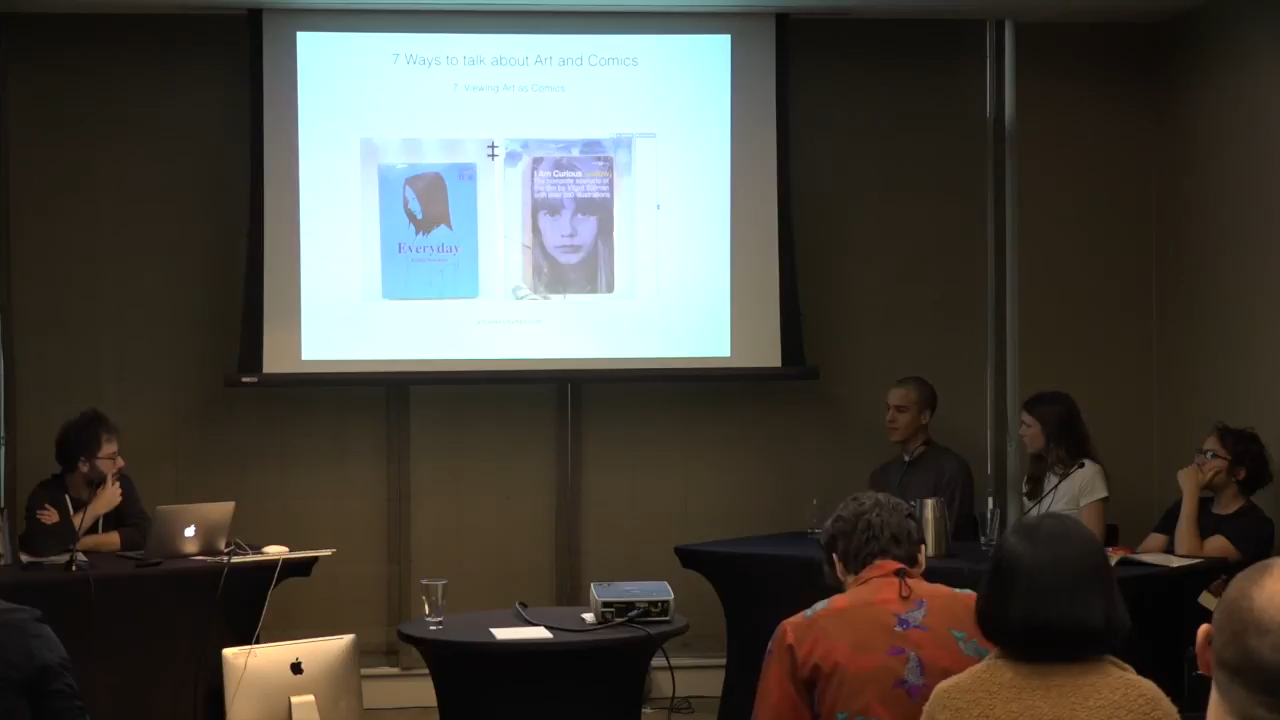 7 Ways to talk about Art and Comics
7. Viewing Art as Comics
I Am Curious
The complete scenario of
the film by Vilgot Sjöman
with over 250 illustrations
Everyday